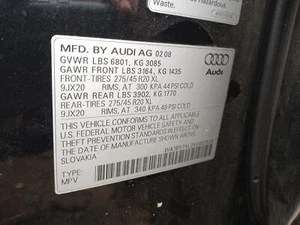 Waste.
hazardous
MFD. BY AUDI AG 02 08
GVWR LBS 6801, KG 3085
GAWR FRONT LBS 3164, KG 1435
FRONT-TIRES 275/45 R20 XL
9JX20 RIMS, AT 300 KPA 44 PSI COLD
GAWR REAR LBS 3902, KG 1770
REAR-TIRES 275/45 R20 XL
9JX20 RIMS, AT 340 KPA 49 PSI COLD
Audi
THIS VEHICLE CONFORMS TO ALL APPLICABLE
U.S. FEDERAL MOTOR VEHICLE SAFETY AND
THEFT PREVENTION STANDARDS IN EFFECT ON
THE DATE OF MANUFACTURE SHOWN ABOVE.
SLOVAKIA
TYPE:
MPV